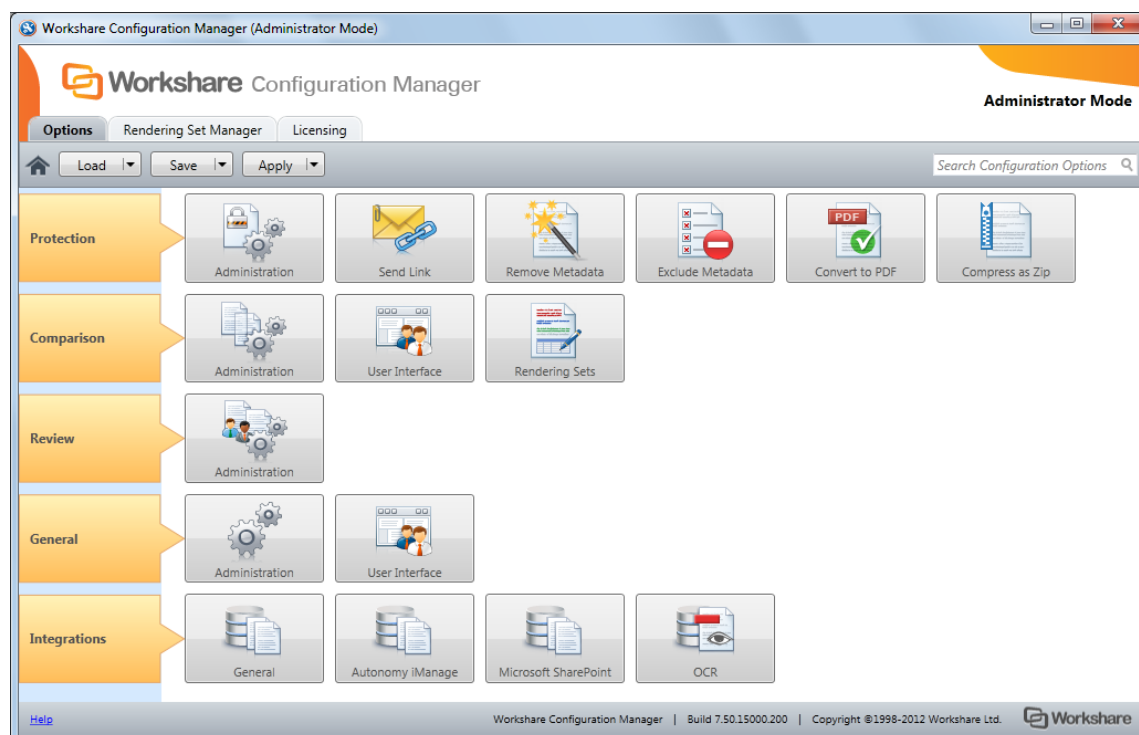 Workshare Configuration Manager (Administrator Mode)
Workshare Configuration Manager
Administrator Mode
Options Rendering Set Manager Licensing
Load Save Apply Search Configuration Options
Protection
Administration Send Link Remove Metadata Exclude Metadata Convert to PDF Compress as Zip
PDF
Comparison
Administration User Interface Rendering Sets
Review
Administration
General
Administration User Interface
Integrations
General Autonomy iManage Microsoft SharePoint OCR
Help Workshare Configuration Manager | Build 7.50.15000.200 | Copyright ©1998-2012 Workshare Ltd. Workshare